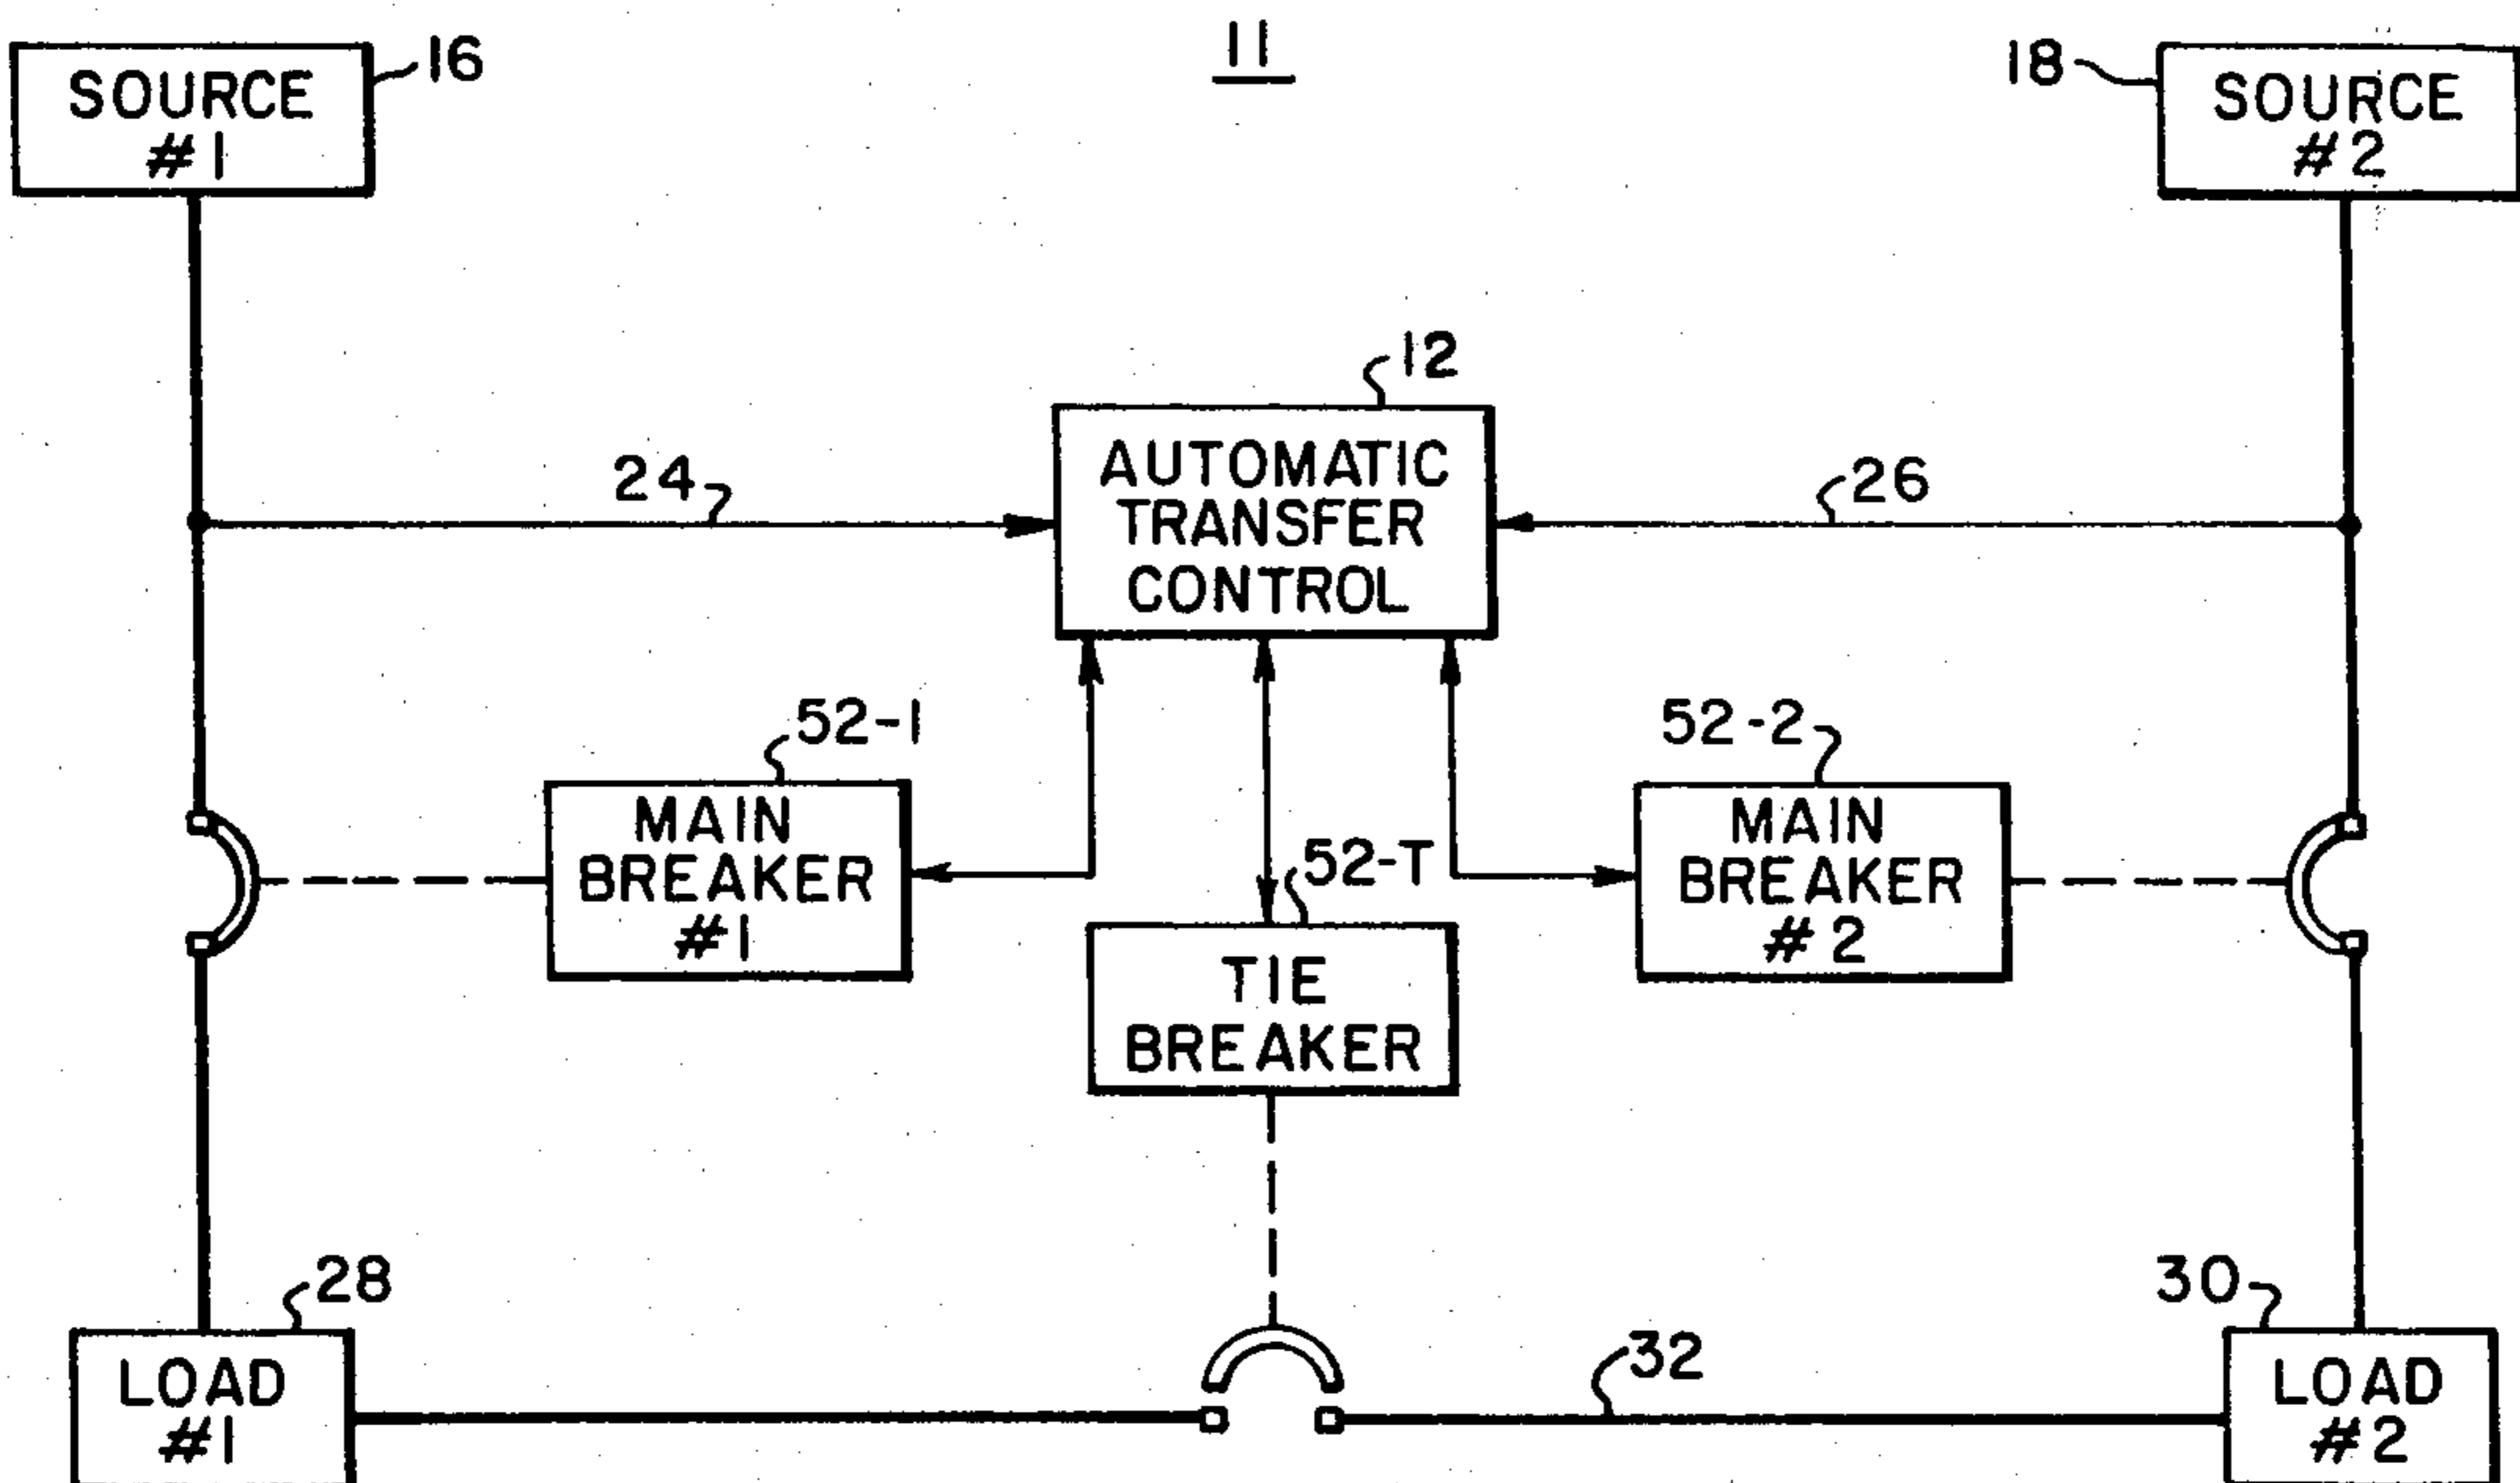 11
SOURCE
#1
16
18
SOURCE
#2
12
AUTOMATIC
TRANSFER
CONTROL
24
26
52-1
MAIN
BREAKER
#1
52-2
MAIN
BREAKER
#2
52-T
TIE
BREAKER
28
LOAD
#1
32
30
LOAD
#2